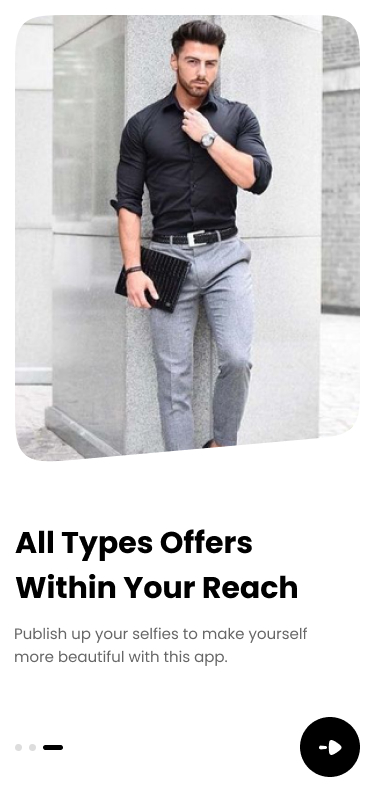 All Types Offers
Within Your Reach
Publish up your selfies to make yourself
more beautiful with this app.